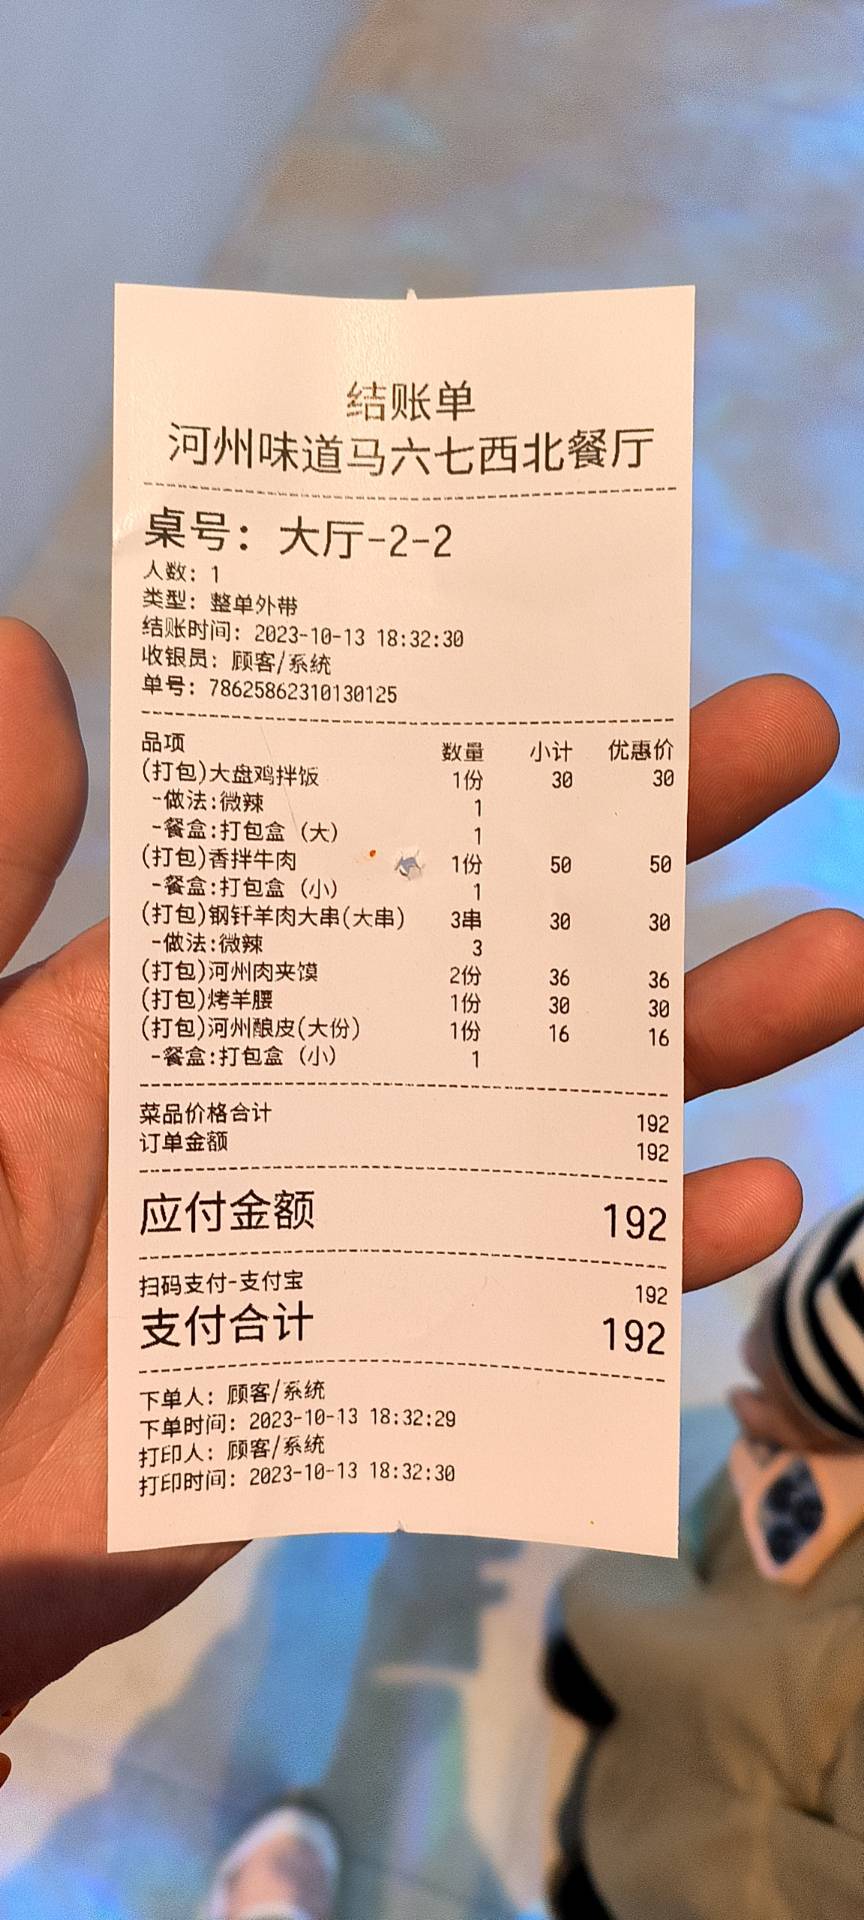 结账单
河州味道马六七西北餐厅
桌号：大厅-2-2
人数：1
类型：整单外带
结账时间：2023-10-13 18:32:30
收银员：顾客/系统
单号：78625862310130125
品项 数量 小计 优惠价
(打包)大盘鸡拌饭 1份 30 30
-做法:微辣 1
-餐盒:打包盒（大） 1
(打包)香拌牛肉 1份 50 50
-餐盒:打包盒（小） 1
(打包)钢钎羊肉大串(大串) 3串 30 30
-做法:微辣 3
(打包)河州肉夹馍 2份 36 36
(打包)烤羊腰 1份 30 30
(打包)河州酿皮(大份) 1份 16 16
-餐盒:打包盒（小） 1
菜品价格合计 192
订单金额 192
应付金额 192
扫码支付-支付宝 192
支付合计 192
下单人：顾客/系统
下单时间：2023-10-13 18:32:29
打印人：顾客/系统
打印时间：2023-10-13 18:32:30